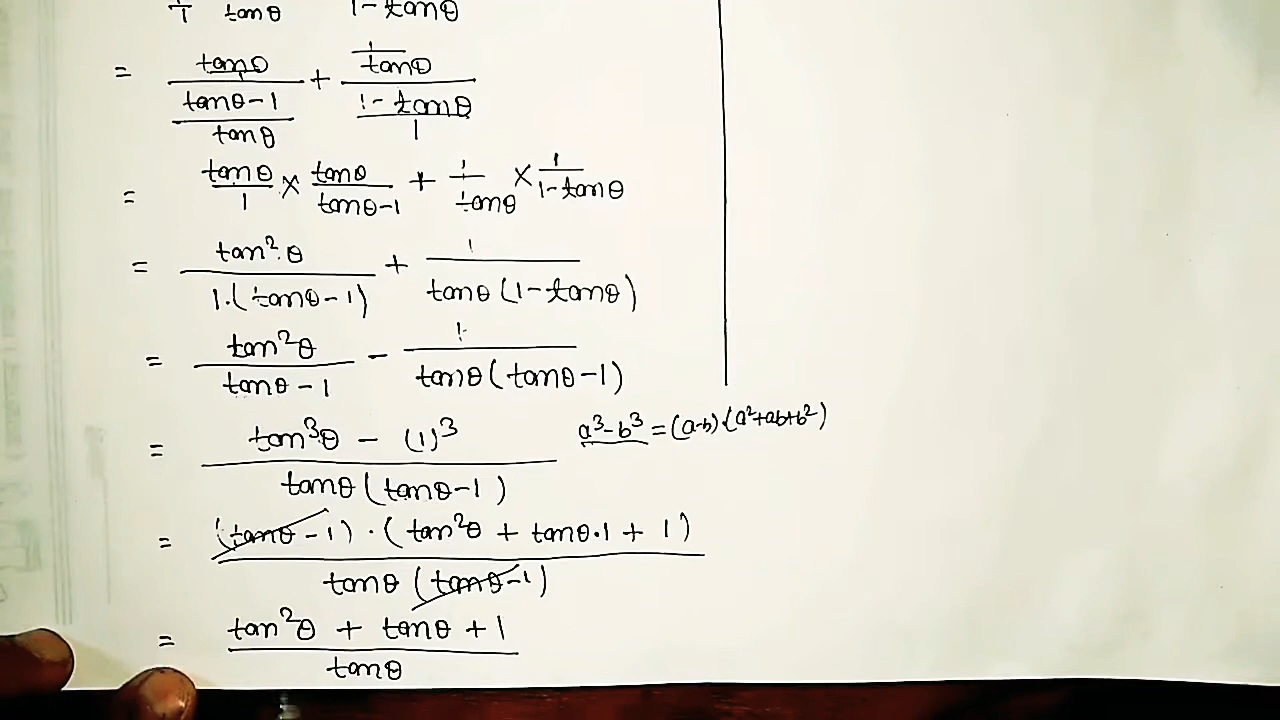 1/1 tanθ 1-tanθ
= tanθ/((tanθ-1)/tanθ) + (1/tanθ)/((1-tanθ)/1)
= tanθ/1 × tanθ/(tanθ-1) + 1/tanθ × 1/(1-tanθ)
= tan²θ/(1·(tanθ-1)) + 1/(tanθ(1-tanθ))
= tan²θ/(tanθ-1) - 1/(tanθ(tanθ-1))
= (tan³θ - (1)³)/(tanθ(tanθ-1)) a³-b³ = (a-b)·(a²+ab+b²)
= ((tanθ-1)·(tan²θ + tanθ·1 + 1))/(tanθ(tanθ-1))
= (tan²θ + tanθ + 1)/tanθ